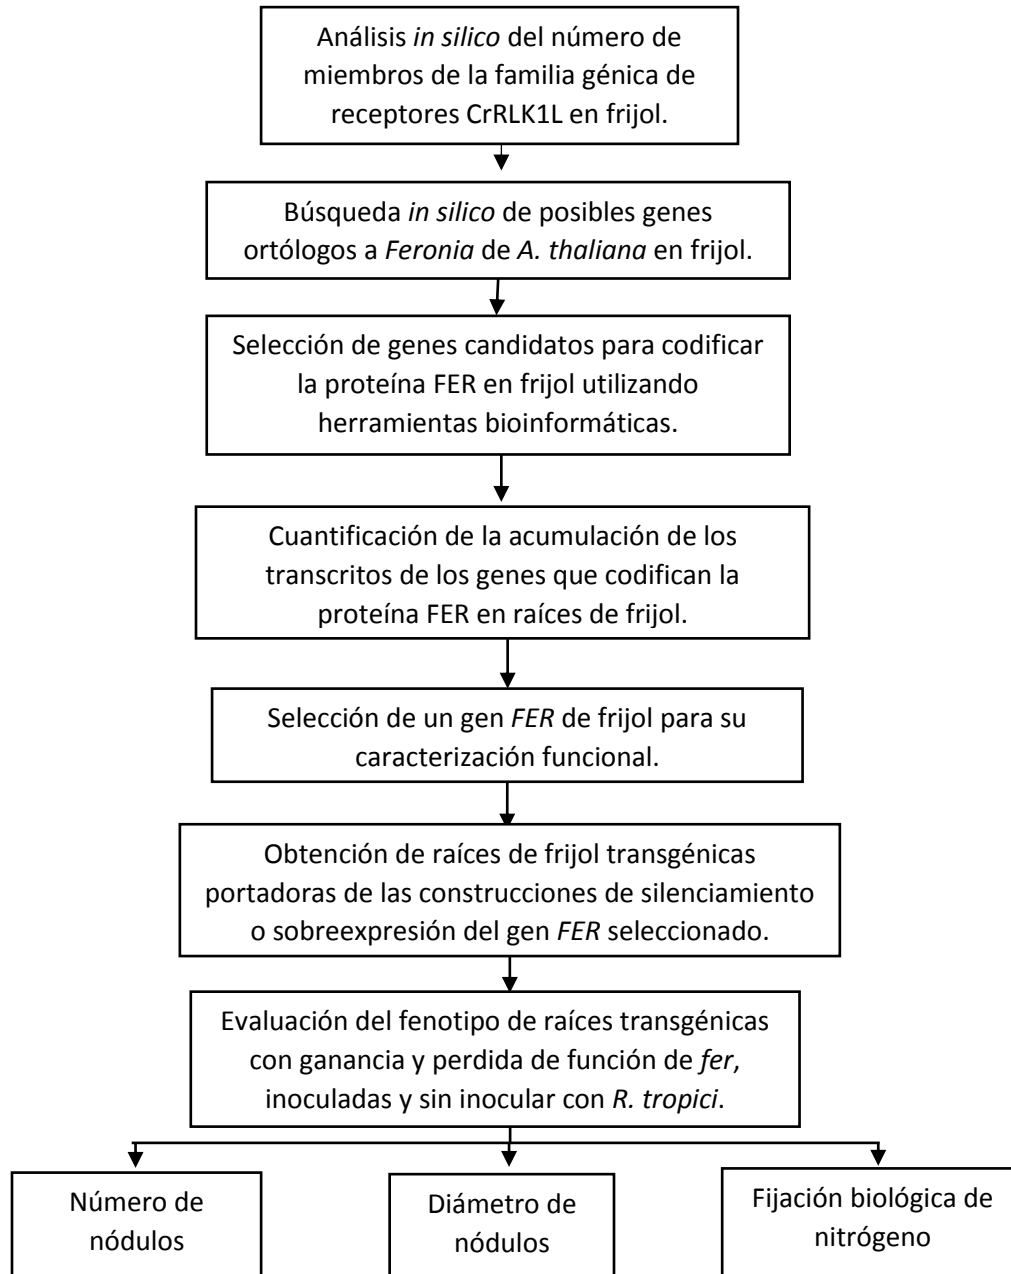 Análisis in silico del número de
miembros de la familia génica de
receptores CrRLK1L en frijol.
Búsqueda in silico de posibles genes
ortólogos a Feronia de A. thaliana en frijol.
Selección de genes candidatos para codificar
la proteína FER en frijol utilizando
herramientas bioinformáticas.
Cuantificación de la acumulación de los
transcritos de los genes que codifican la
proteína FER en raíces de frijol.
Selección de un gen FER de frijol para su
caracterización funcional.
Obtención de raíces de frijol transgénicas
portadoras de las construcciones de silenciamiento
o sobreexpresión del gen FER seleccionado.
Evaluación del fenotipo de raíces transgénicas
con ganancia y perdida de función de fer,
inoculadas y sin inocular con R. tropici.
Número de
nódulos
Diámetro de
nódulos
Fijación biológica de
nitrógeno